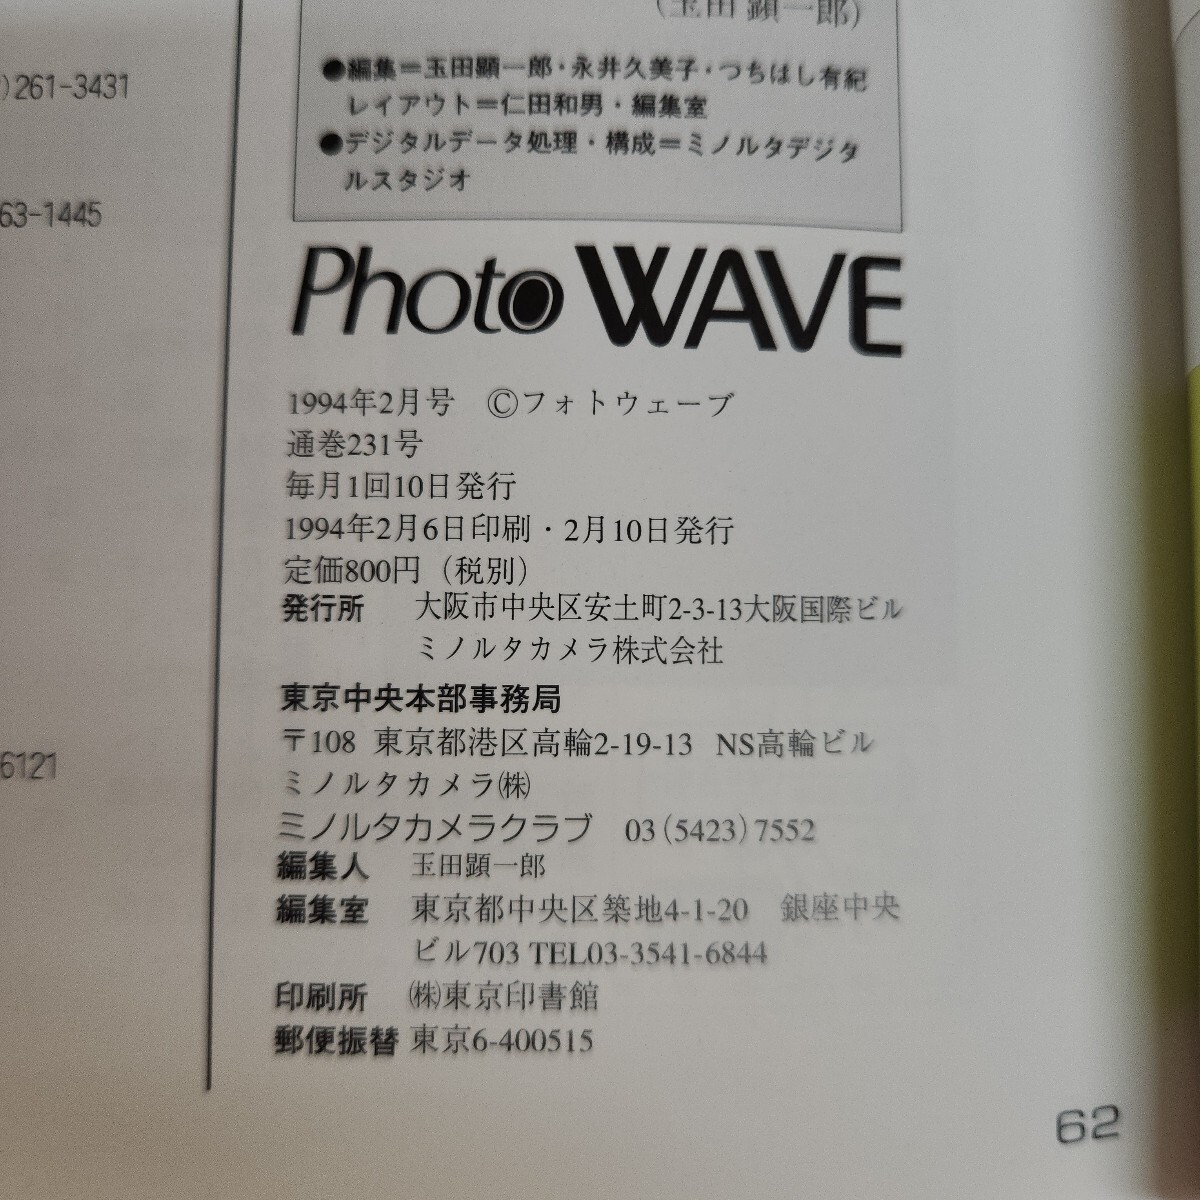 )261-3431
63-1445
6121
(玉田 顕一郎)
●編集＝玉田顕一郎・永井久美子・つちはし有紀
レイアウト＝仁田和男・編集室
●デジタルデータ処理・構成＝ミノルタデジタ
ルスタジオ
Photo WAVE
1994年2月号 ©フォトウェーブ
通巻231号
毎月1回10日発行
1994年2月6日印刷・2月10日発行
定価800円（税別）
発行所 大阪市中央区安土町2-3-13大阪国際ビル
ミノルタカメラ株式会社
東京中央本部事務局
〒108 東京都港区高輪2-19-13 NS高輪ビル
ミノルタカメラ㈱
ミノルタカメラクラブ 03(5423)7552
編集人 玉田顕一郎
編集室 東京都中央区築地4-1-20 銀座中央
ビル703 TEL03-3541-6844
印刷所 ㈱東京印書館
郵便振替 東京6-400515
62